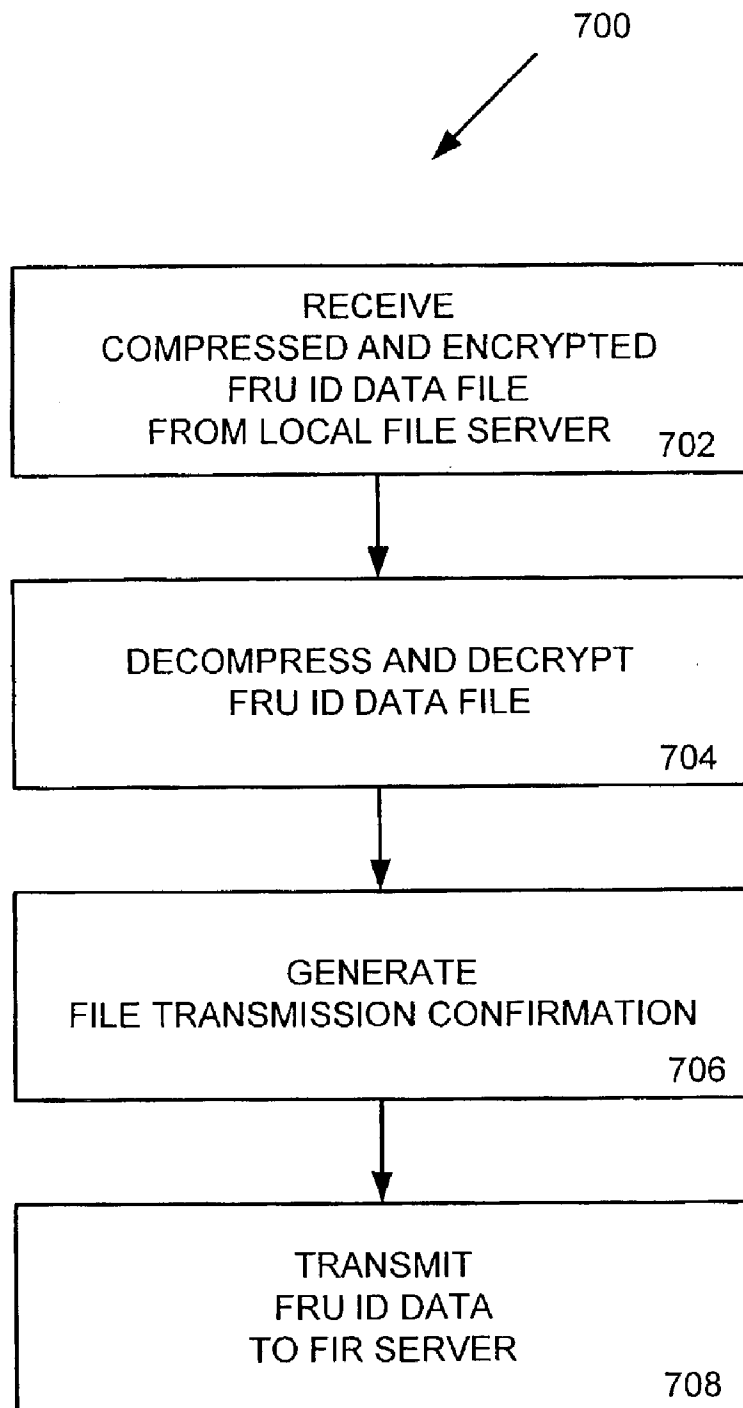 700
RECEIVE
COMPRESSED AND ENCRYPTED
FRU ID DATA FILE
FROM LOCAL FILE SERVER
702
DECOMPRESS AND DECRYPT
FRU ID DATA FILE
704
GENERATE
FILE TRANSMISSION CONFIRMATION
706
TRANSMIT
FRU ID DATA
TO FIR SERVER
708